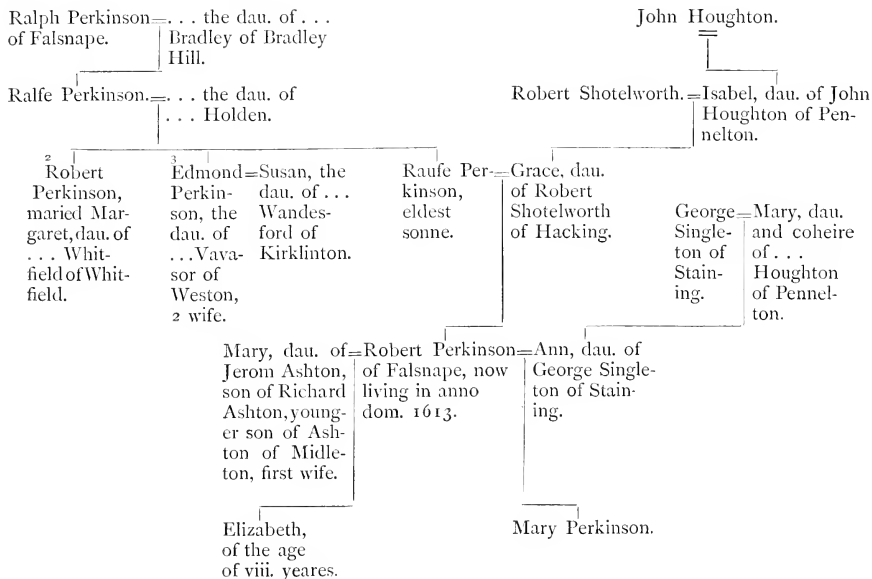 Ralph Perkinson=. . . the dau. of . . .
of Falsnape. Bradley of Bradley
Hill.
John Houghton.
Ralfe Perkinson.=. . . the dau. of
. . . Holden.
Robert Shotelworth.=Isabel, dau. of John
Houghton of Pen-
nelton.
2
Robert
Perkinson,
maried Mar-
garet, dau. of
. . . Whit-
field of Whit-
field.
3
Edmond=Susan, the
Perkin-
son, the
dau. of
...Vava-
sor of
Weston,
2 wife.
dau. of . . .
Wandes-
ford of
Kirklinton.
Raufe Per-=Grace, dau.
kinson,
eldest
sonne.
of Robert
Shotelworth
of Hacking.
George=Mary, dau.
Single-
ton of
Stain-
ing.
and coheire
of . . .
Houghton
of Pennel-
ton.
Mary, dau. of=Robert Perkinson=Ann, dau. of
Jerom Ashton,
son of Richard
Ashton, young-
er son of Ash-
ton of Midle-
ton, first wife.
of Falsnape, now
living in anno
dom. 1613.
George Single-
ton of Stain-
ing.
Elizabeth,
of the age
of viii. yeares.
Mary Perkinson.